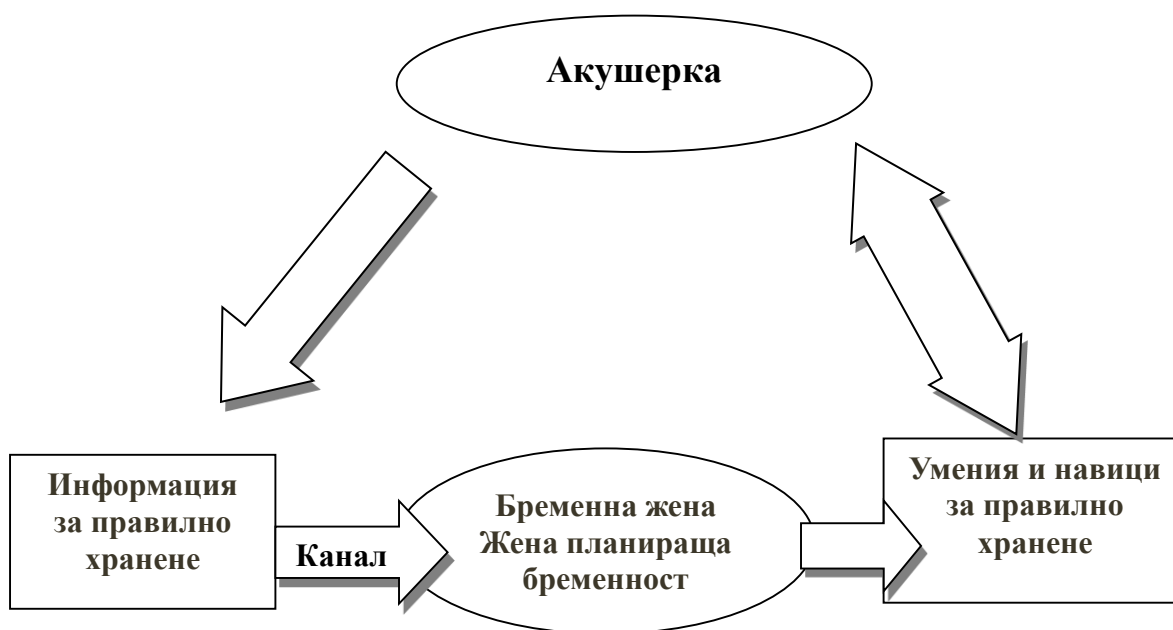 Акушерка
Информация
за правилно
хранене
Канал
Бременна жена
Жена планираща
бременност
Умения и навици
за правилно
хранене